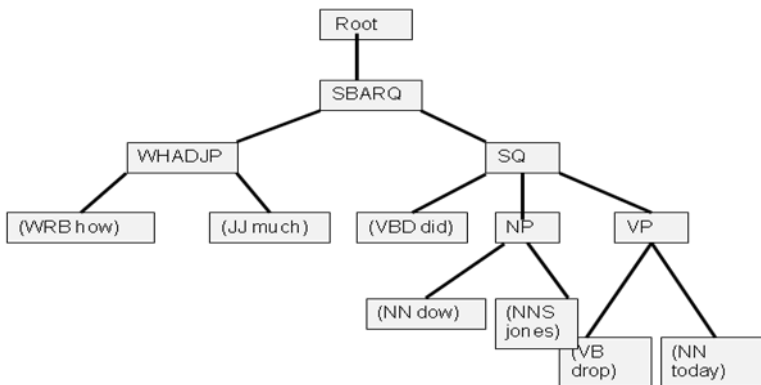 Root
SBARQ
WHADJP
SQ
(WRB how)
(JJ much)
(VBD did)
NP
VP
(NN dow)
(NNS
jones)
(VB
drop)
(NN
today)